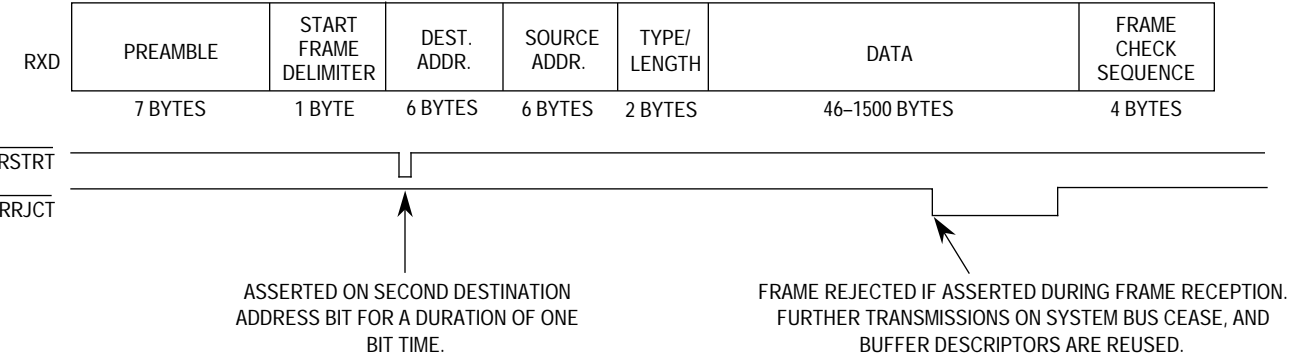 RXD
PREAMBLE
START
FRAME
DELIMITER
DEST.
ADDR.
SOURCE
ADDR.
TYPE/
LENGTH
DATA
FRAME
CHECK
SEQUENCE
7 BYTES
1 BYTE
6 BYTES
6 BYTES
2 BYTES
46–1500 BYTES
4 BYTES
RSTRT
RRJCT
ASSERTED ON SECOND DESTINATION
ADDRESS BIT FOR A DURATION OF ONE
BIT TIME.
FRAME REJECTED IF ASSERTED DURING FRAME RECEPTION.
FURTHER TRANSMISSIONS ON SYSTEM BUS CEASE, AND
BUFFER DESCRIPTORS ARE REUSED.